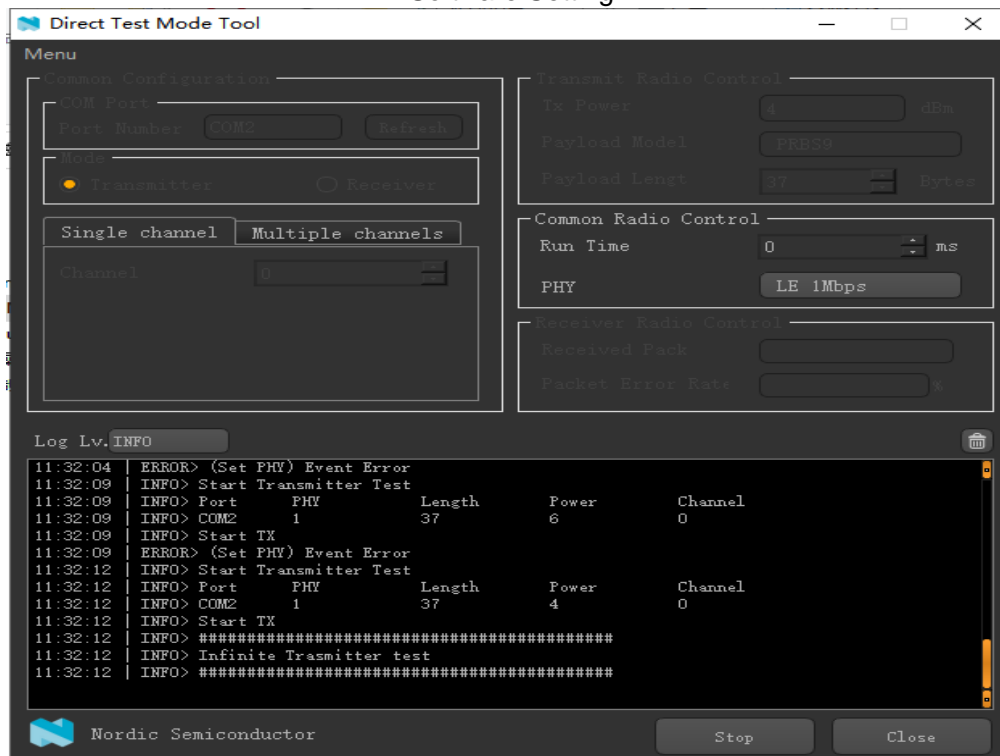 Direct Test Mode Tool
Menu
Common Configuration
COM Port
Port Number COM2 Refresh
Mode
Transmitter Receiver
Single channel Multiple channels
Channel 0
Transmit Radio Control
Tx Power 4 dBm
Payload Model PRBS9
Payload Lengt 37 Bytes
Common Radio Control
Run Time 0 ms
PHY LE 1Mbps
Receiver Radio Control
Received Pack
Packet Error Rate %
Log Lv. INFO
11:32:04 | ERROR> (Set PHY) Event Error
11:32:09 | INFO> Start Transmitter Test
11:32:09 | INFO> Port PHY Length Power Channel
11:32:09 | INFO> COM2 1 37 6 0
11:32:09 | INFO> Start TX
11:32:09 | ERROR> (Set PHY) Event Error
11:32:12 | INFO> Start Transmitter Test
11:32:12 | INFO> Port PHY Length Power Channel
11:32:12 | INFO> COM2 1 37 4 0
11:32:12 | INFO> Start TX
11:32:12 | INFO> ###########################################
11:32:12 | INFO> Infinite Trasmitter test
11:32:12 | INFO> ###########################################
Nordic Semiconductor Stop Close